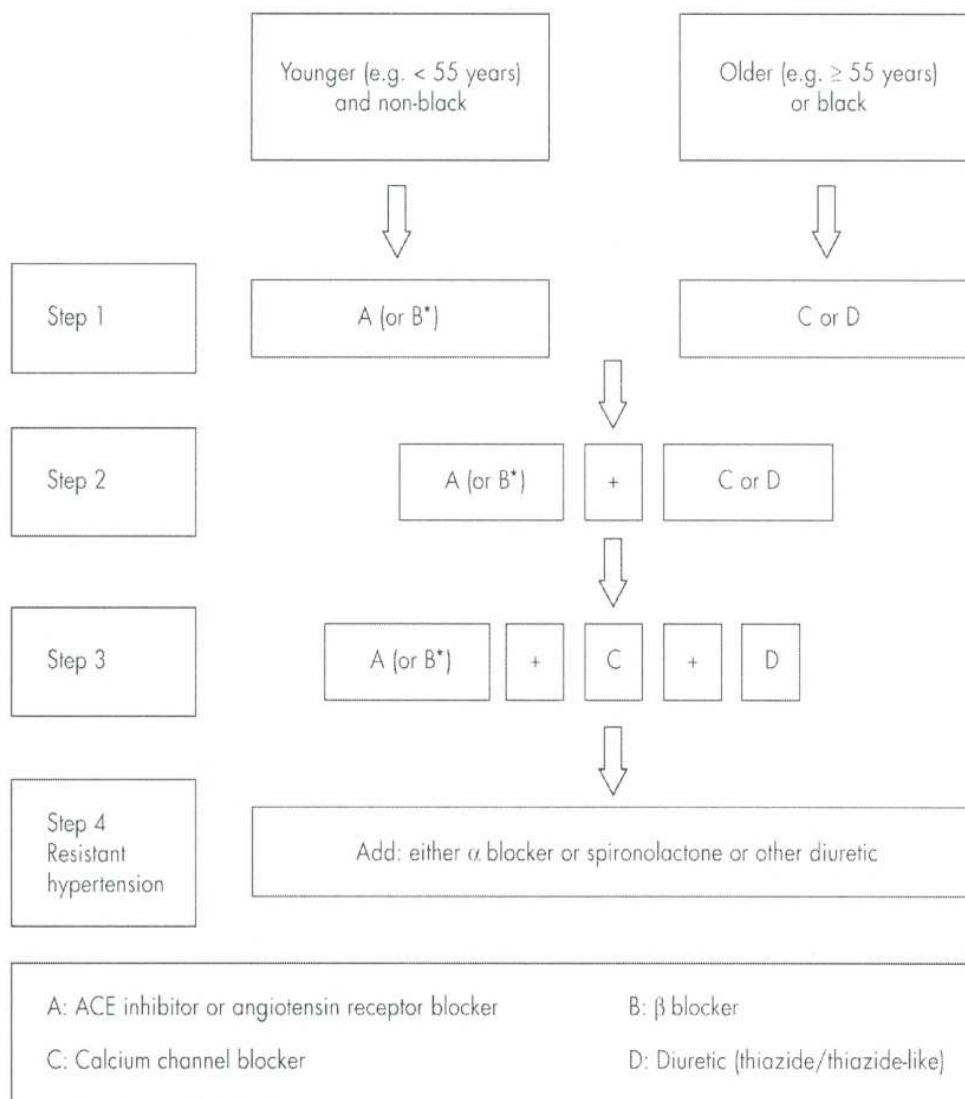 Younger (e.g. < 55 years)
and non-black
Older (e.g. ≥ 55 years)
or black
Step 1
A (or B*)
C or D
Step 2
A (or B*)
+
C or D
Step 3
A (or B*)
+
C
+
D
Step 4
Resistant
hypertension
Add: either α blocker or spironolactone or other diuretic
A: ACE inhibitor or angiotensin receptor blocker
B: β blocker
C: Calcium channel blocker
D: Diuretic (thiazide/thiazide-like)